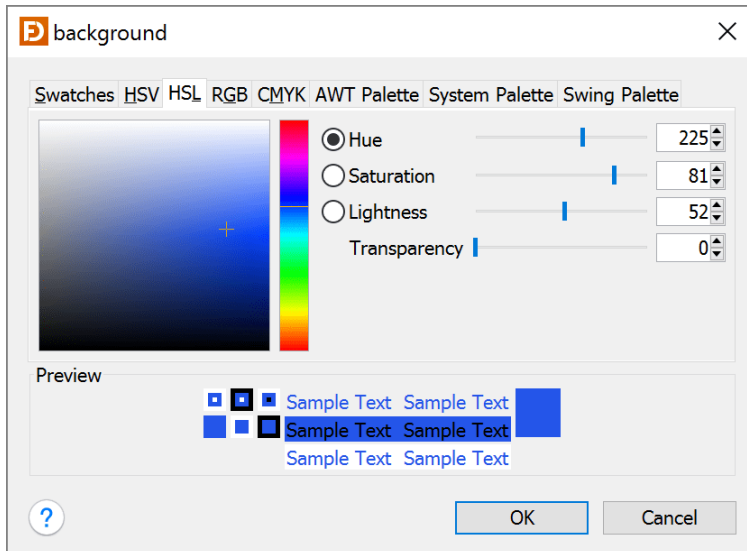 background
Swatches HSV HSL RGB CMYK AWT Palette System Palette Swing Palette
Hue 225
Saturation 81
Lightness 52
Transparency 0
Preview
Sample Text Sample Text
Sample Text Sample Text
Sample Text Sample Text
? OK Cancel